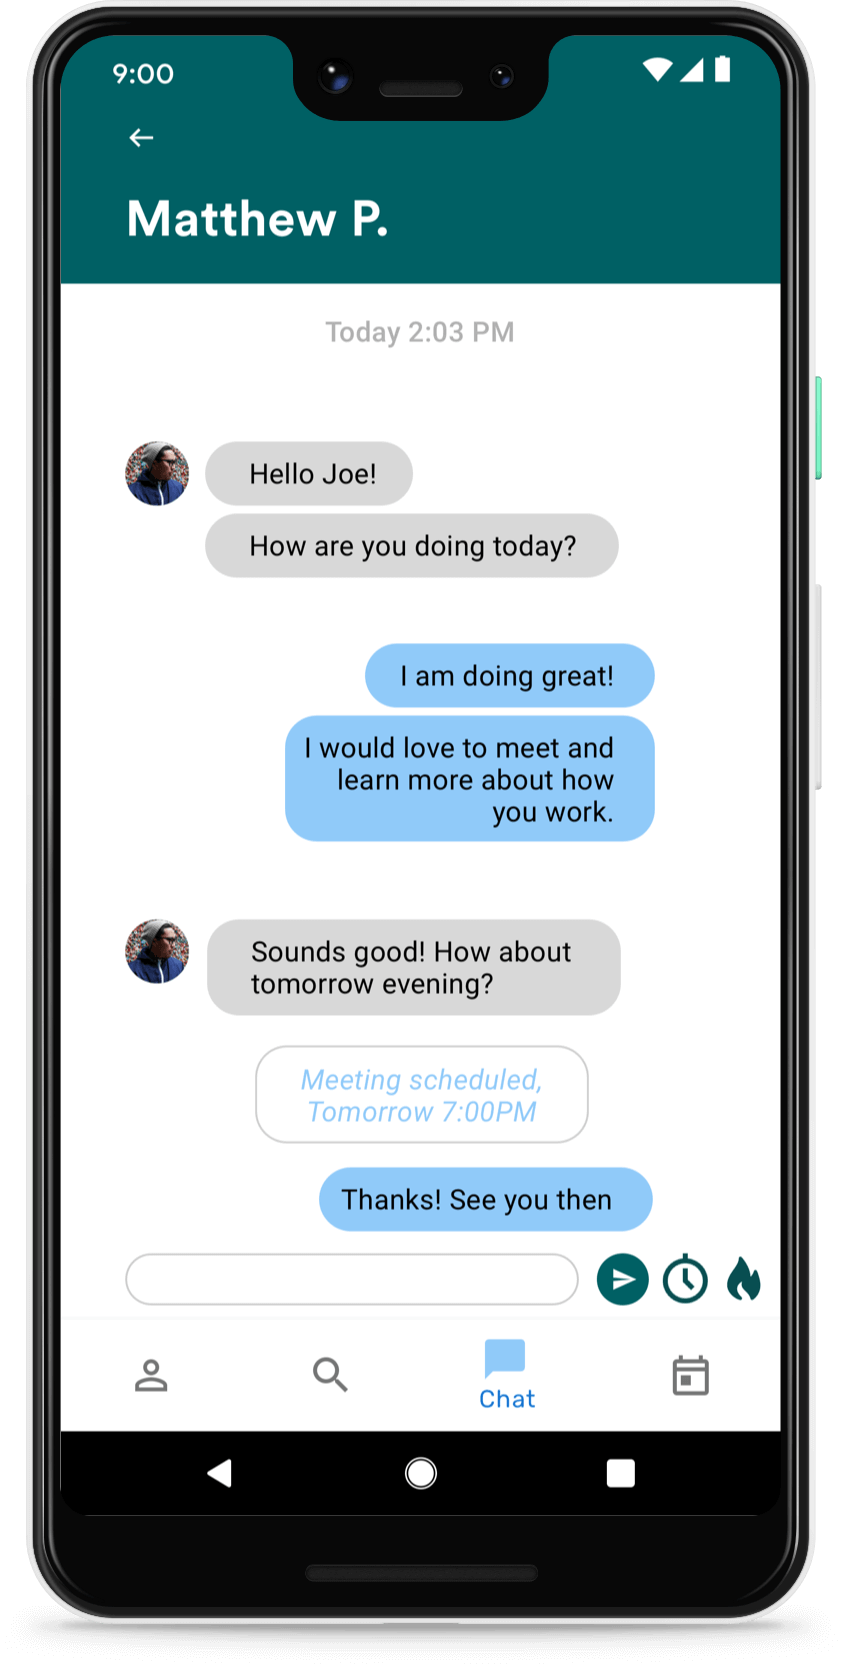 9:00
Matthew P.
Today 2:03 PM
Hello Joe!
How are you doing today?
I am doing great!
I would love to meet and
learn more about how
you work.
Sounds good! How about
tomorrow evening?
Meeting scheduled,
Tomorrow 7:00PM
Thanks! See you then
Chat